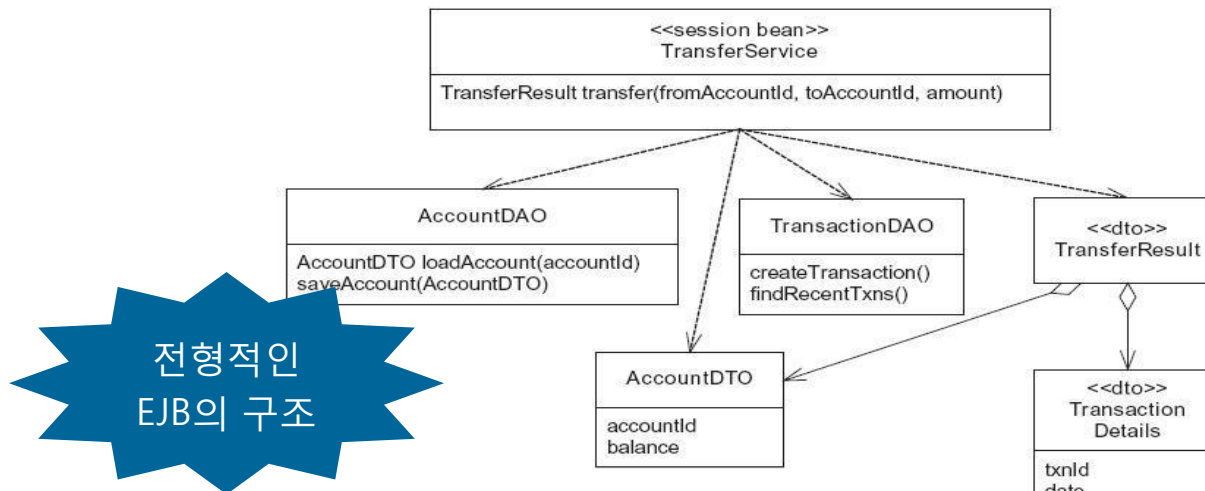 <<session bean>>
TransferService
TransferResult transfer(fromAccountId, toAccountId, amount)
AccountDAO
AccountDTO loadAccount(accountId)
saveAccount(AccountDTO)
TransactionDAO
createTransaction()
findRecentTxns()
<<dto>>
TransferResult
전형적인
EJB의 구조
AccountDTO
accountId
balance
<<dto>>
Transaction
Details
txnId
date